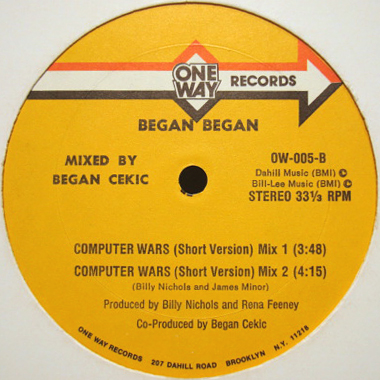 ONE
WAY
RECORDS
BEGAN BEGAN
MIXED BY
BEGAN CEKIC
OW-005-B
Dahill Music (BMI) ©
Bill-Lee Music (BMI) ©
STEREO 33⅓ RPM
COMPUTER WARS (Short Version) Mix 1 (3:48)
COMPUTER WARS (Short Version) Mix 2 (4:15)
(Billy Nichols and James Minor)
Produced by Billy Nichols and Rena Feeney
Co-Produced by Began Cekic
ONE WAY RECORDS 207 DAHILL ROAD BROOKLYN N.Y. 11218